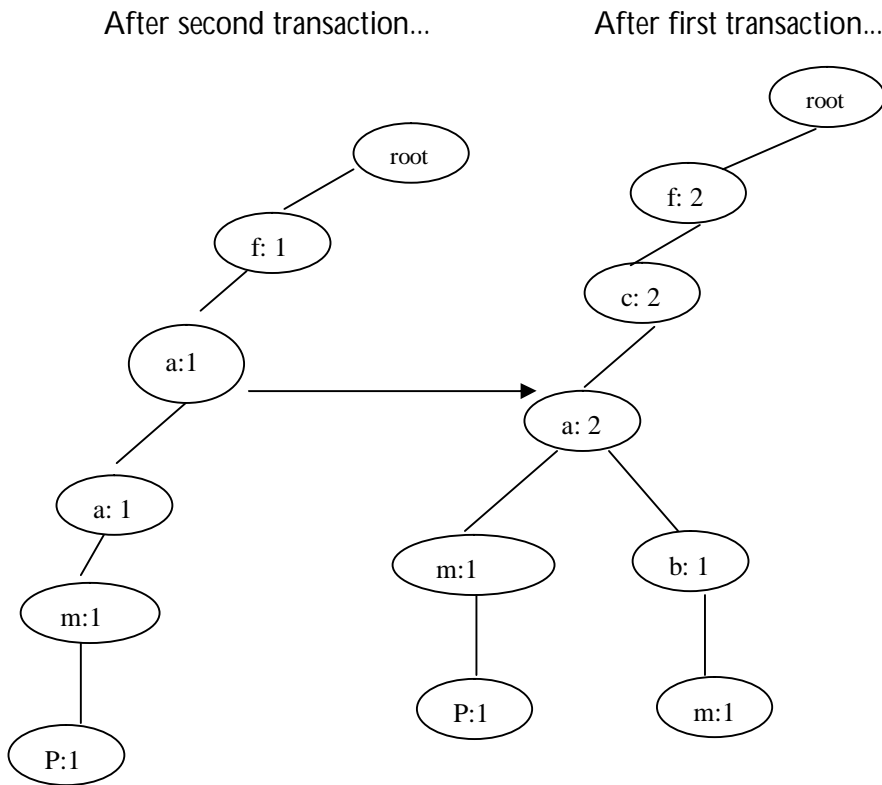 After second transaction...
After first transaction...
root
f: 1
a:1
a: 1
m:1
P:1
root
f: 2
c: 2
a: 2
m:1
b: 1
P:1
m:1